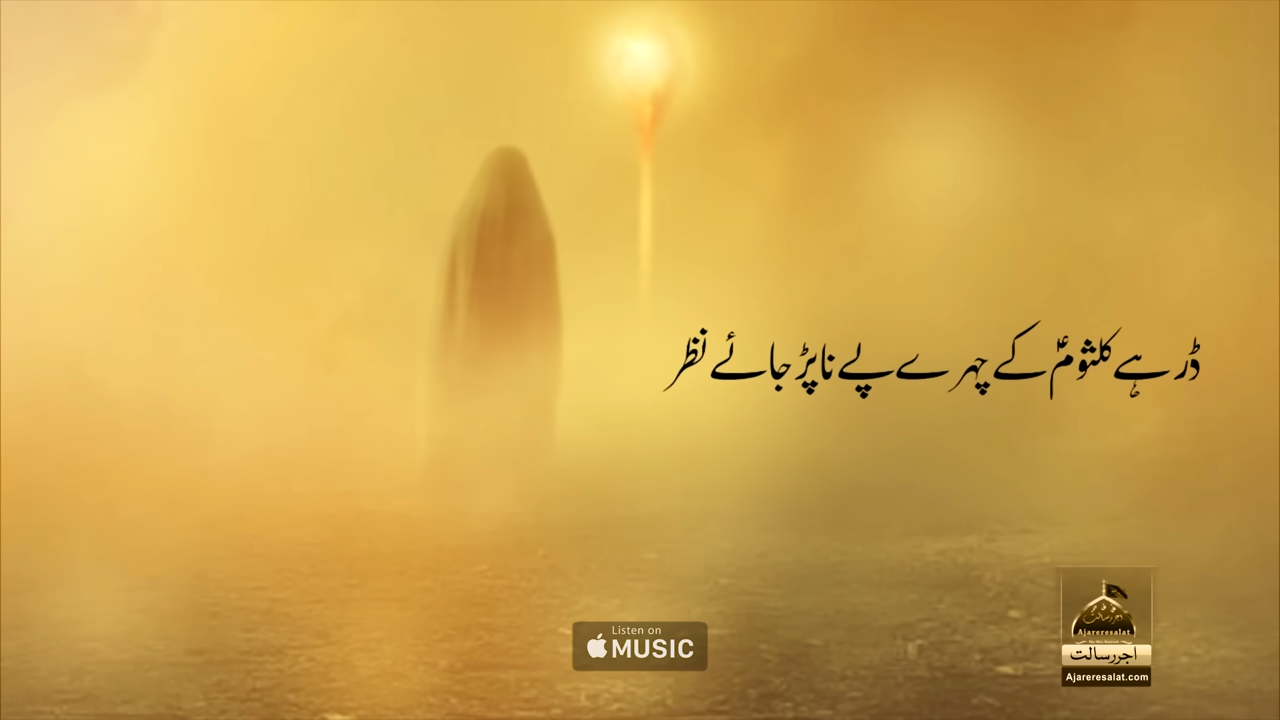 ڈر ہے کلثومؑ کے چہرے پے نا پڑ جائے نظر
Listen on
MUSIC
Ajareresalat
اجر رسالت
Ajareresalat.com